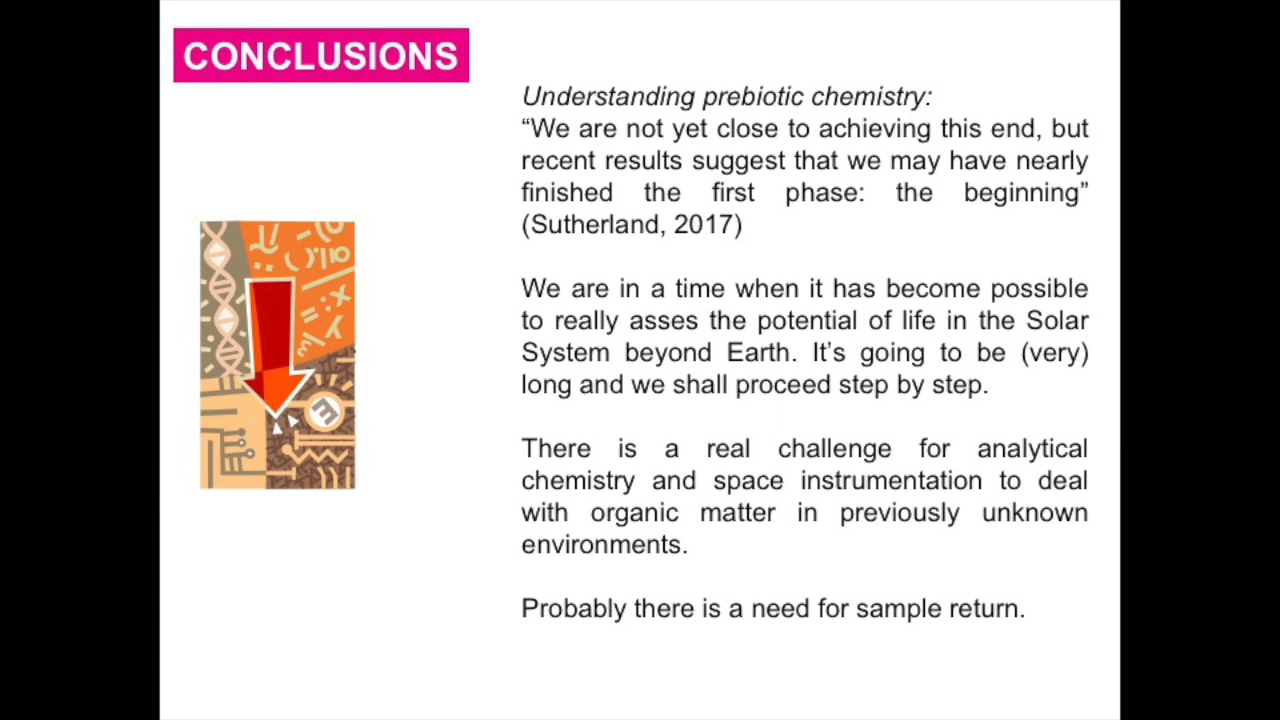 CONCLUSIONS
Understanding prebiotic chemistry:
“We are not yet close to achieving this end, but
recent results suggest that we may have nearly
finished the first phase: the beginning”
(Sutherland, 2017)
We are in a time when it has become possible
to really asses the potential of life in the Solar
System beyond Earth. It’s going to be (very)
long and we shall proceed step by step.
There is a real challenge for analytical
chemistry and space instrumentation to deal
with organic matter in previously unknown
environments.
Probably there is a need for sample return.